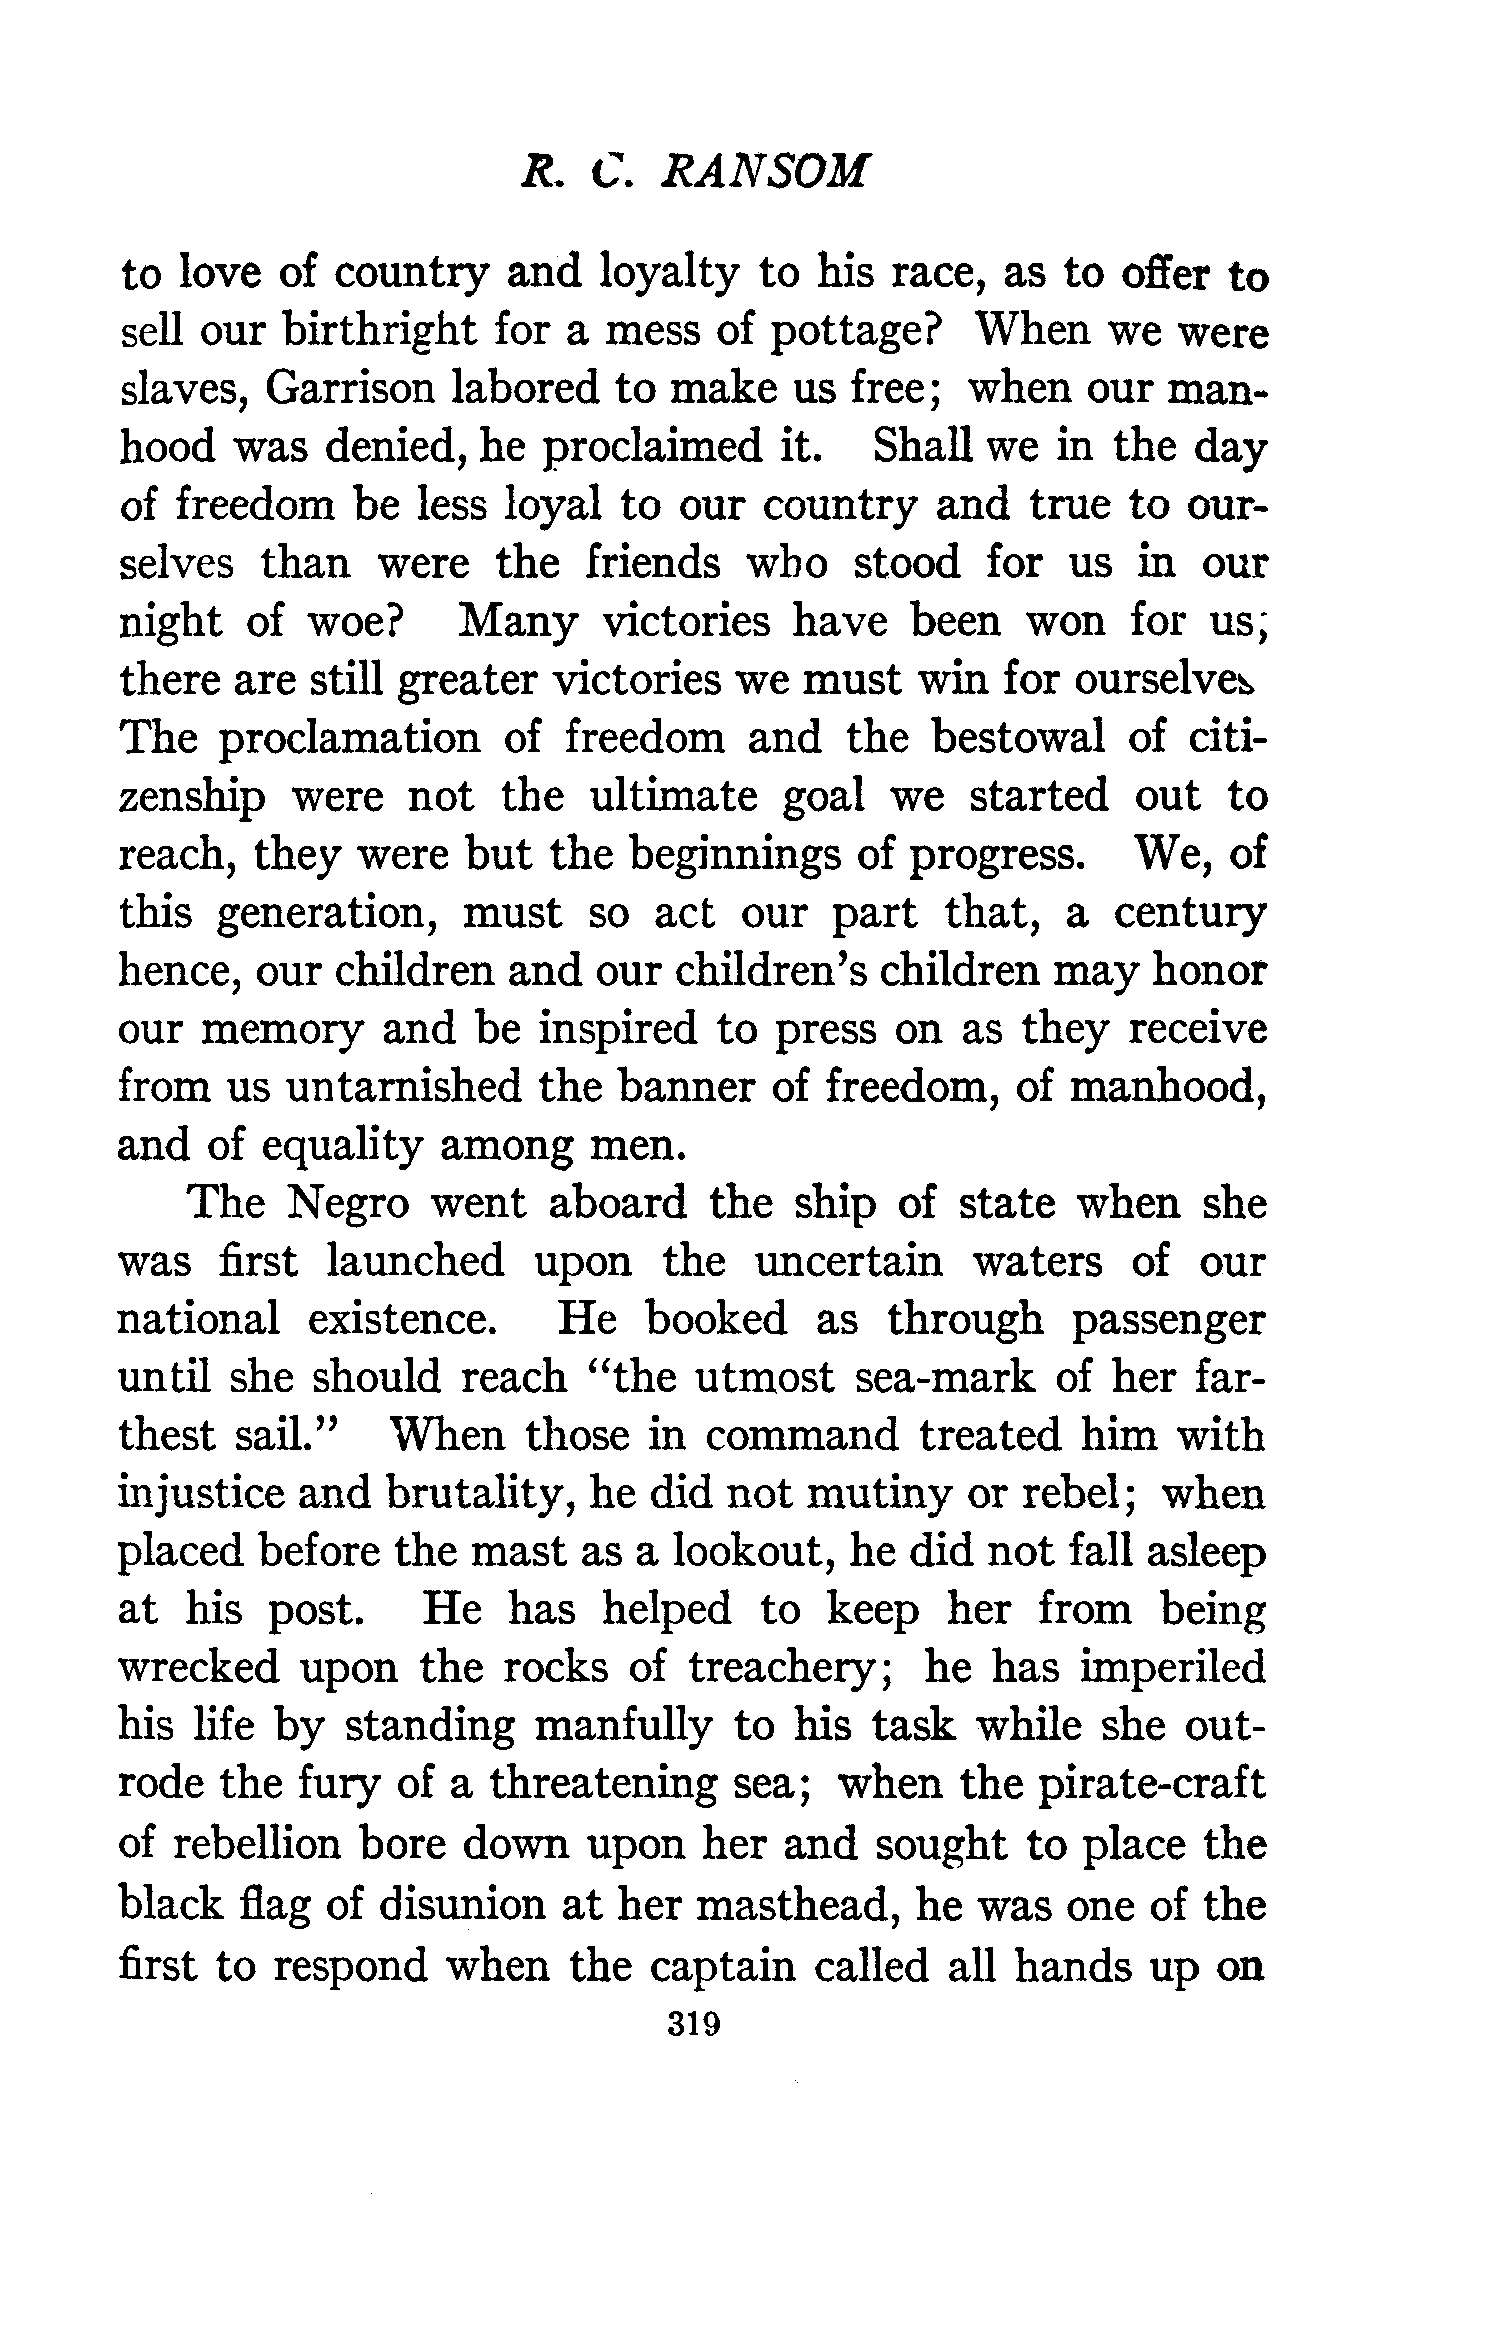 R. C. RANSOM
to love of country and loyalty to his race, as to offer to
sell our birthright for a mess of pottage? When we were
slaves, Garrison labored to make us free; when our man-
hood was denied, he proclaimed it. Shall we in the day
of freedom be less loyal to our country and true to our-
selves than were the friends who stood for us in our
night of woe? Many victories have been won for us;
there are still greater victories we must win for ourselves
The proclamation of freedom and the bestowal of citi-
zenship were not the ultimate goal we started out to
reach, they were but the beginnings of progress. We, of
this generation, must so act our part that, a century
hence, our children and our children's children may honor
our memory and be inspired to press on as they receive
from us untarnished the banner of freedom, of manhood,
and of equality among men.
The Negro went aboard the ship of state when she
was first launched upon the uncertain waters of our
national existence. He booked as through passenger
until she should reach "the utmost sea-mark of her far-
thest sail." When those in command treated him with
injustice and brutality, he did not mutiny or rebel; when
placed before the mast as a lookout, he did not fall asleep
at his post. He has helped to keep her from being
wrecked upon the rocks of treachery; he has imperiled
his life by standing manfully to his task while she out-
rode the fury of a threatening sea; when the pirate-craft
of rebellion bore down upon her and sought to place the
black flag of disunion at her masthead, he was one of the
first to respond when the captain called all hands up on
319